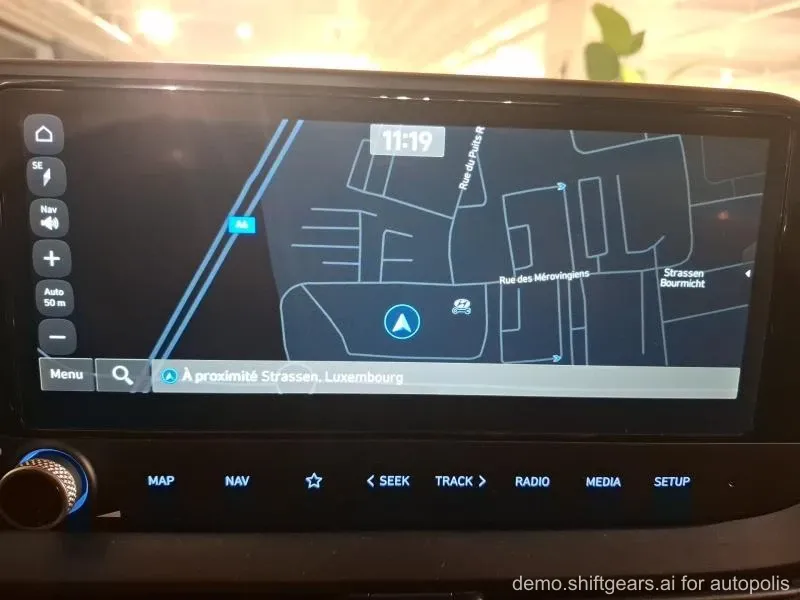 11:19
SE
Nav
Auto
50 m
A6
Rue du Puits R
Rue des Mérovingiens
Strassen
Bourmicht
Menu
À proximité Strassen, Luxembourg
MAP
NAV
SEEK
TRACK
RADIO
MEDIA
SETUP
demo.shiftgears.ai for autopolis